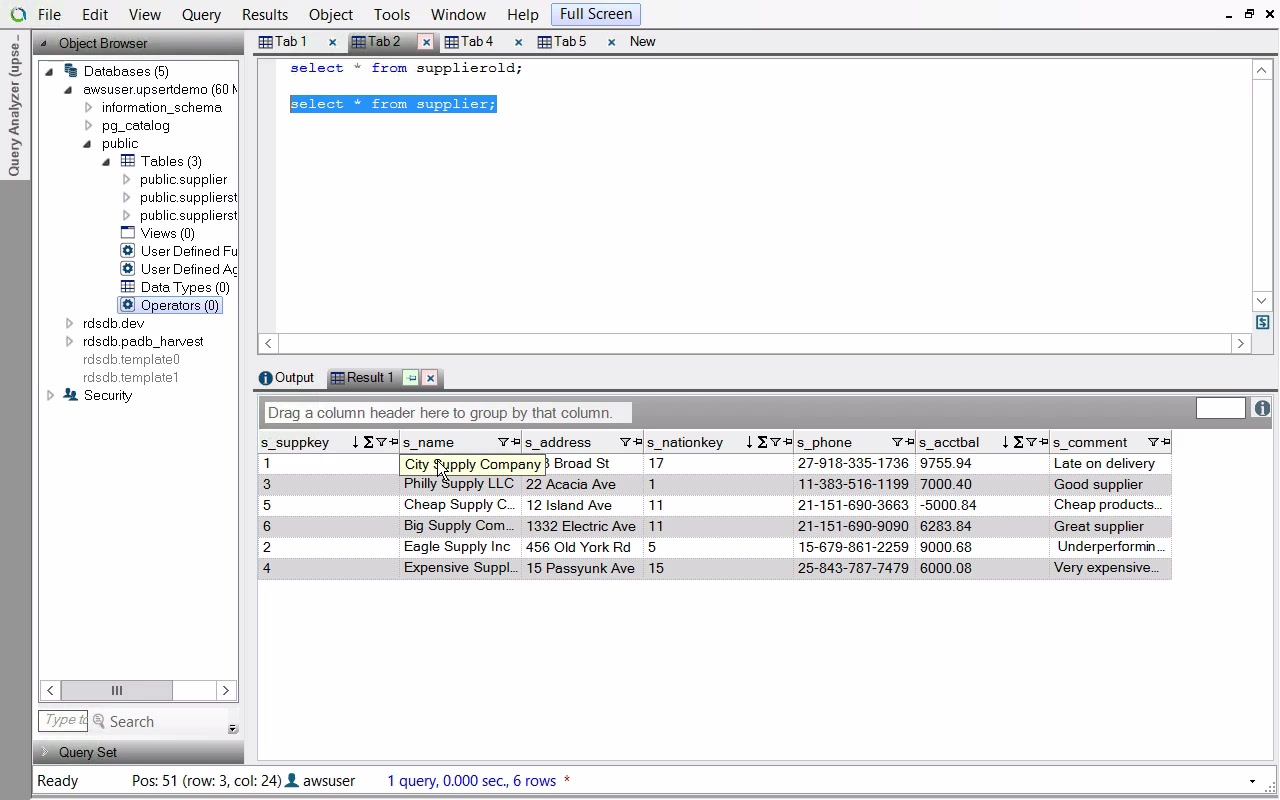 File Edit View Query Results Object Tools Window Help Full Screen
Query Analyzer (upse...
Object Browser
Tab 1 Tab 2 Tab 4 Tab 5 New
Databases (5)
awsuser.upsertdemo (60 M
information_schema
pg_catalog
public
Tables (3)
public.supplier
public.supplierst
public.supplierst
Views (0)
User Defined Fu
User Defined Ag
Data Types (0)
Operators (0)
rdsdb.dev
rdsdb.padb_harvest
rdsdb.template0
rdsdb.template1
Security
Search
Query Set
select * from supplierold;
select * from supplier;
Output Result 1
Drag a column header here to group by that column.
s_suppkey s_name s_address s_nationkey s_phone s_acctbal s_comment
1 City Supply Company Broad St 17 27-918-335-1736 9755.94 Late on delivery
3 Philly Supply LLC 22 Acacia Ave 1 11-383-516-1199 7000.40 Good supplier
5 Cheap Supply C... 12 Island Ave 11 21-151-690-3663 -5000.84 Cheap products...
6 Big Supply Com... 1332 Electric Ave 11 21-151-690-9090 6283.84 Great supplier
2 Eagle Supply Inc 456 Old York Rd 5 15-679-861-2259 9000.68 Underperformin...
4 Expensive Suppl... 15 Passyunk Ave 15 25-843-787-7479 6000.08 Very expensive...
Ready Pos: 51 (row: 3, col: 24) awsuser 1 query, 0.000 sec., 6 rows *